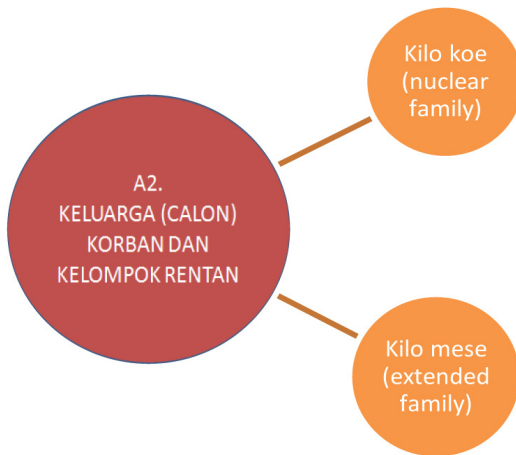 Kilo koe
(nuclear
family)
A2.
KELUARGA (CALON)
KORBAN DAN
KELOMPOK RENTAN
Kilo mese
(extended
family)